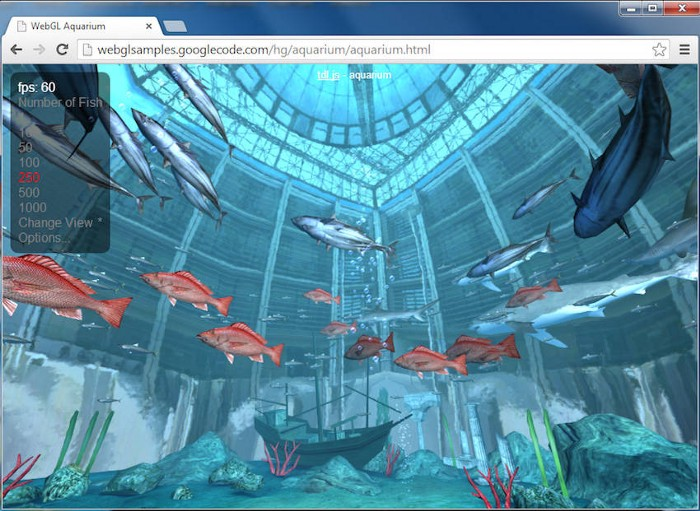 WebGL Aquarium
webglsamples.googlecode.com/hg/aquarium/aquarium.html
tdl.js - aquarium
fps: 60
Number of Fish
50
100
250
500
1000
Change View *
Options...